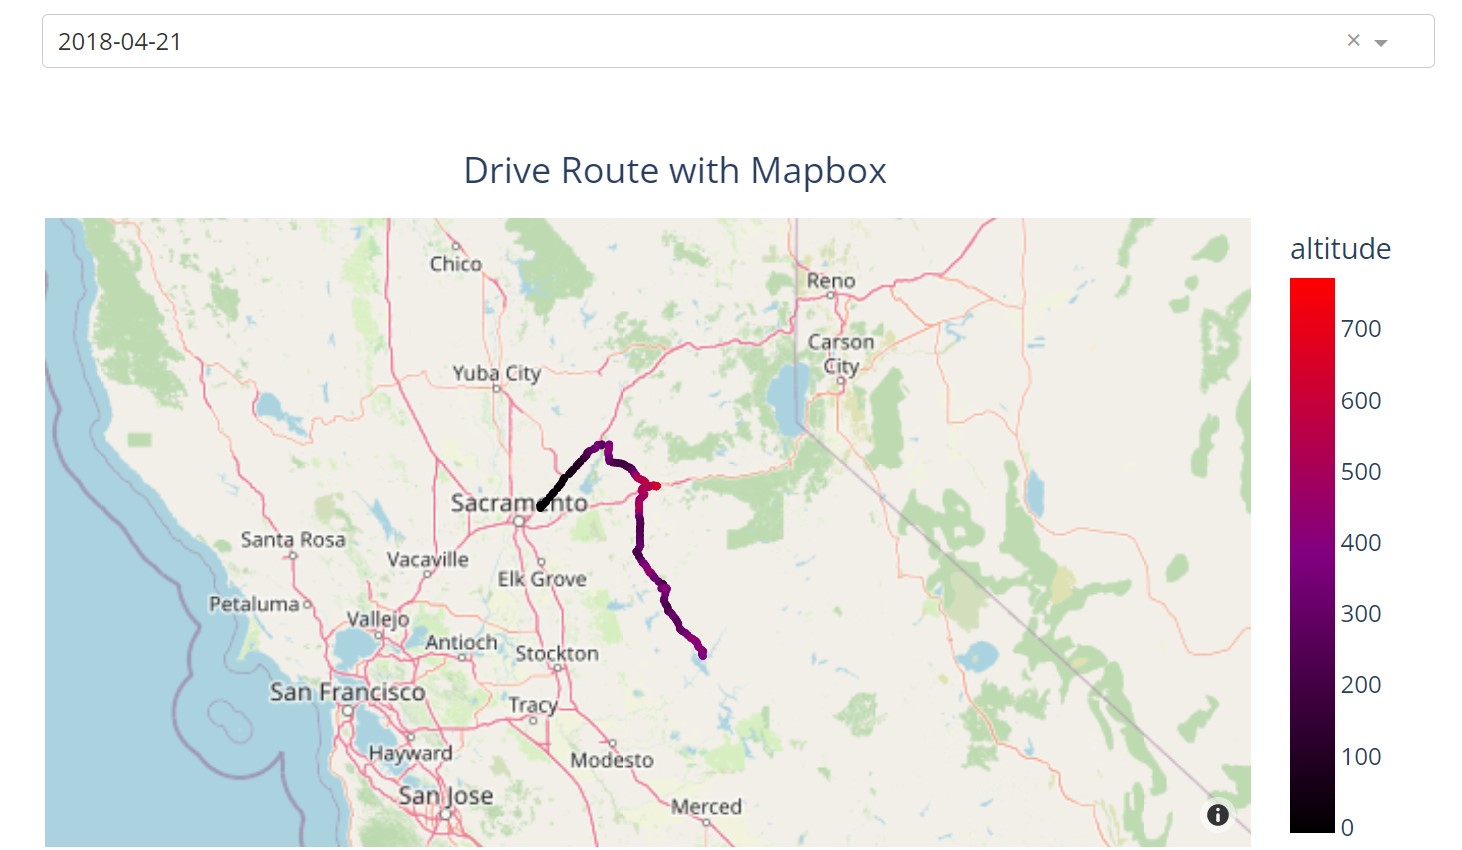 2018-04-21
Drive Route with Mapbox
altitude
Chico
Reno
Carson
City
Yuba City
Sacramento
Santa Rosa
Vacaville
Elk Grove
Petaluma
Vallejo
Antioch
Stockton
San Francisco
Tracy
Hayward
Modesto
San Jose
Merced
700
600
500
400
300
200
100
0